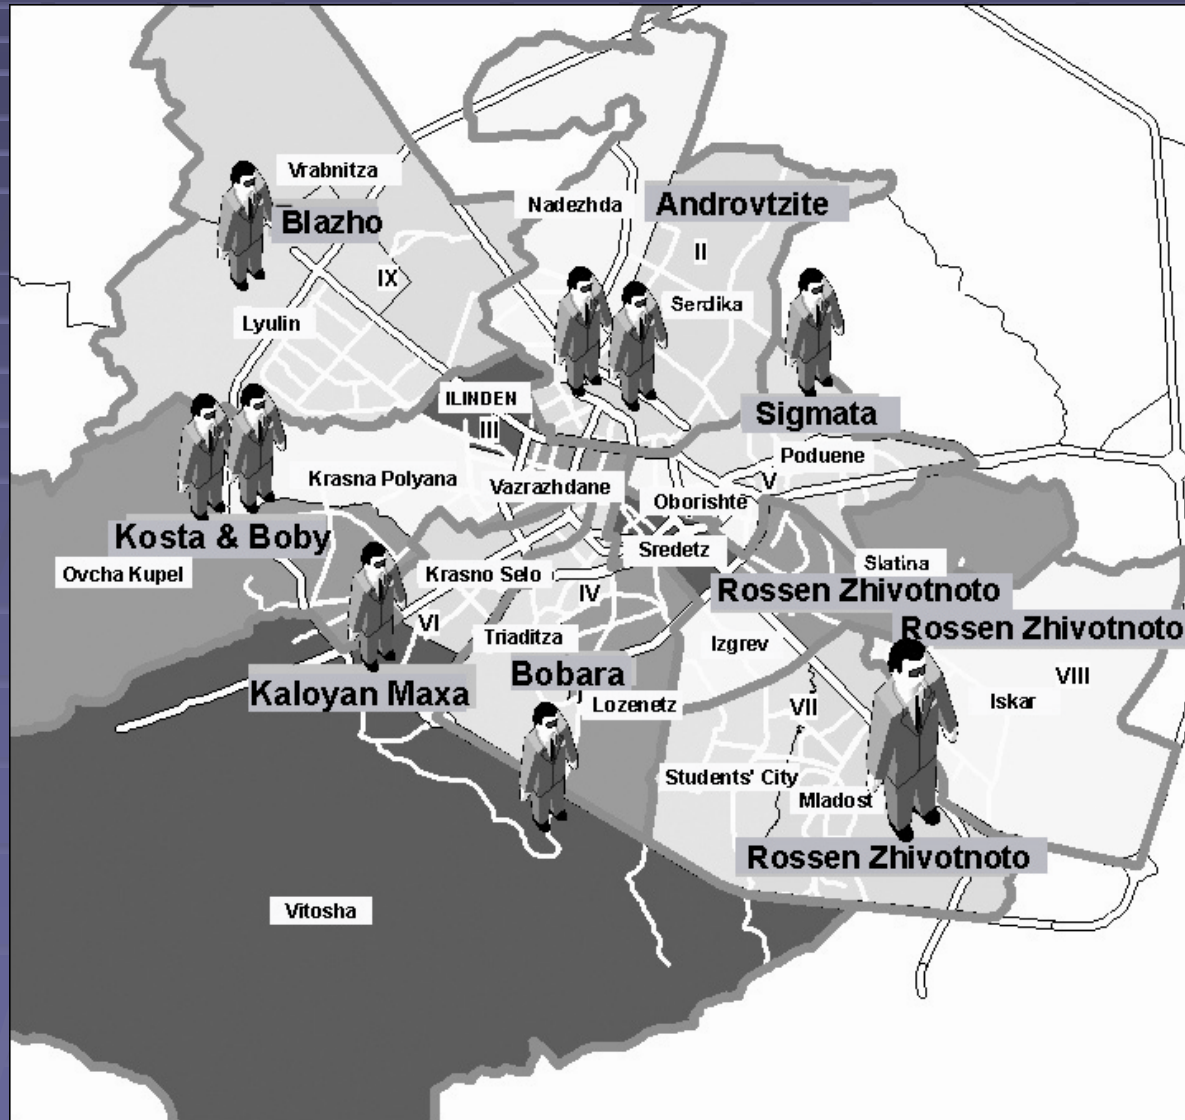 Vrabnitza
Nadezhda
Androvtzite
Blazho
II
IX
Serdika
Lyulin
ILINDEN
Sigmata
III
Poduene
Krasna Polyana
Vazrazhdane
V
Oborishte
Kosta & Boby
Sredetz
Ovcha Kupel
Krasno Selo
Slatina
IV
Rossen Zhivotnoto
VI
Rossen Zhivotnoto
Triaditza
Izgrev
Bobara
VIII
Kaloyan Maxa
Lozenetz
VII
Iskar
Students' City
Mladost
Rossen Zhivotnoto
Vitosha